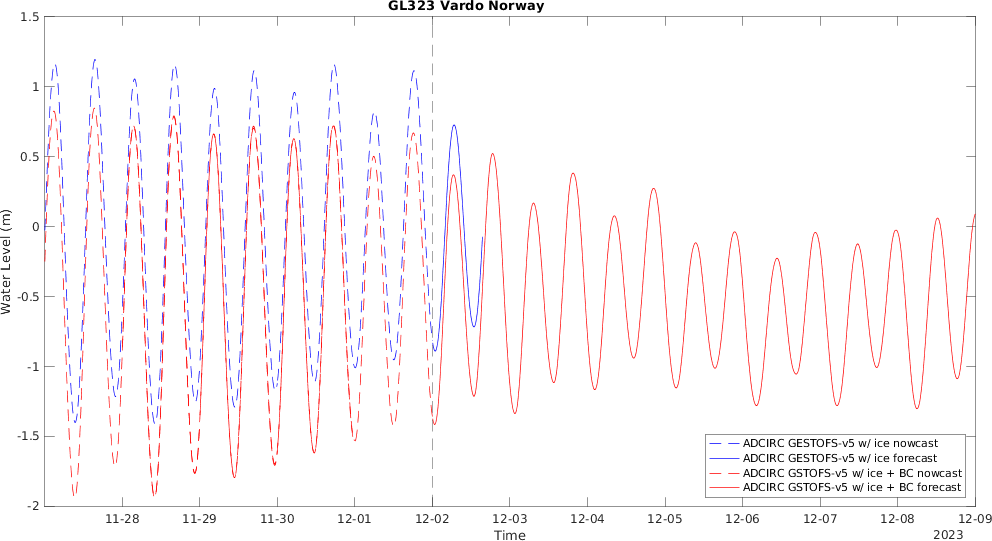 GL323 Vardo Norway
1.5
1
0.5
0
-0.5
-1
-1.5
-2
Water Level (m)
11-28 11-29 11-30 12-01 12-02 12-03 12-04 12-05 12-06 12-07 12-08 12-09
Time
2023
ADCIRC GESTOFS-v5 w/ ice nowcast
ADCIRC GESTOFS-v5 w/ ice forecast
ADCIRC GSTOFS-v5 w/ ice + BC nowcast
ADCIRC GSTOFS-v5 w/ ice + BC forecast